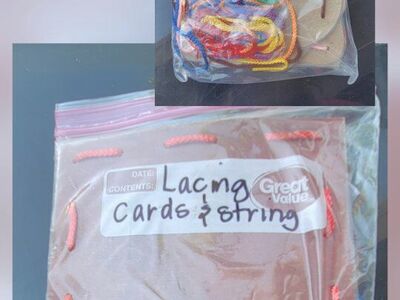 DATE:
CONTENTS: Lacing
Cards & string
Great
Value